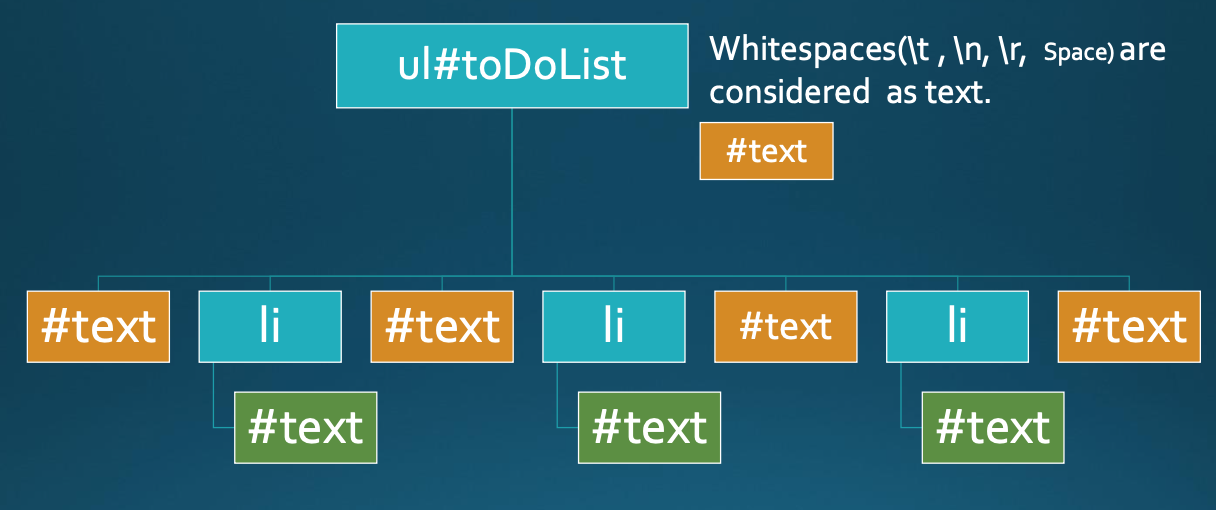 ul#toDoList
Whitespaces(\t , \n, \r, Space) are
considered as text.
#text
#text
li
#text
li
#text
li
#text
#text
#text
#text